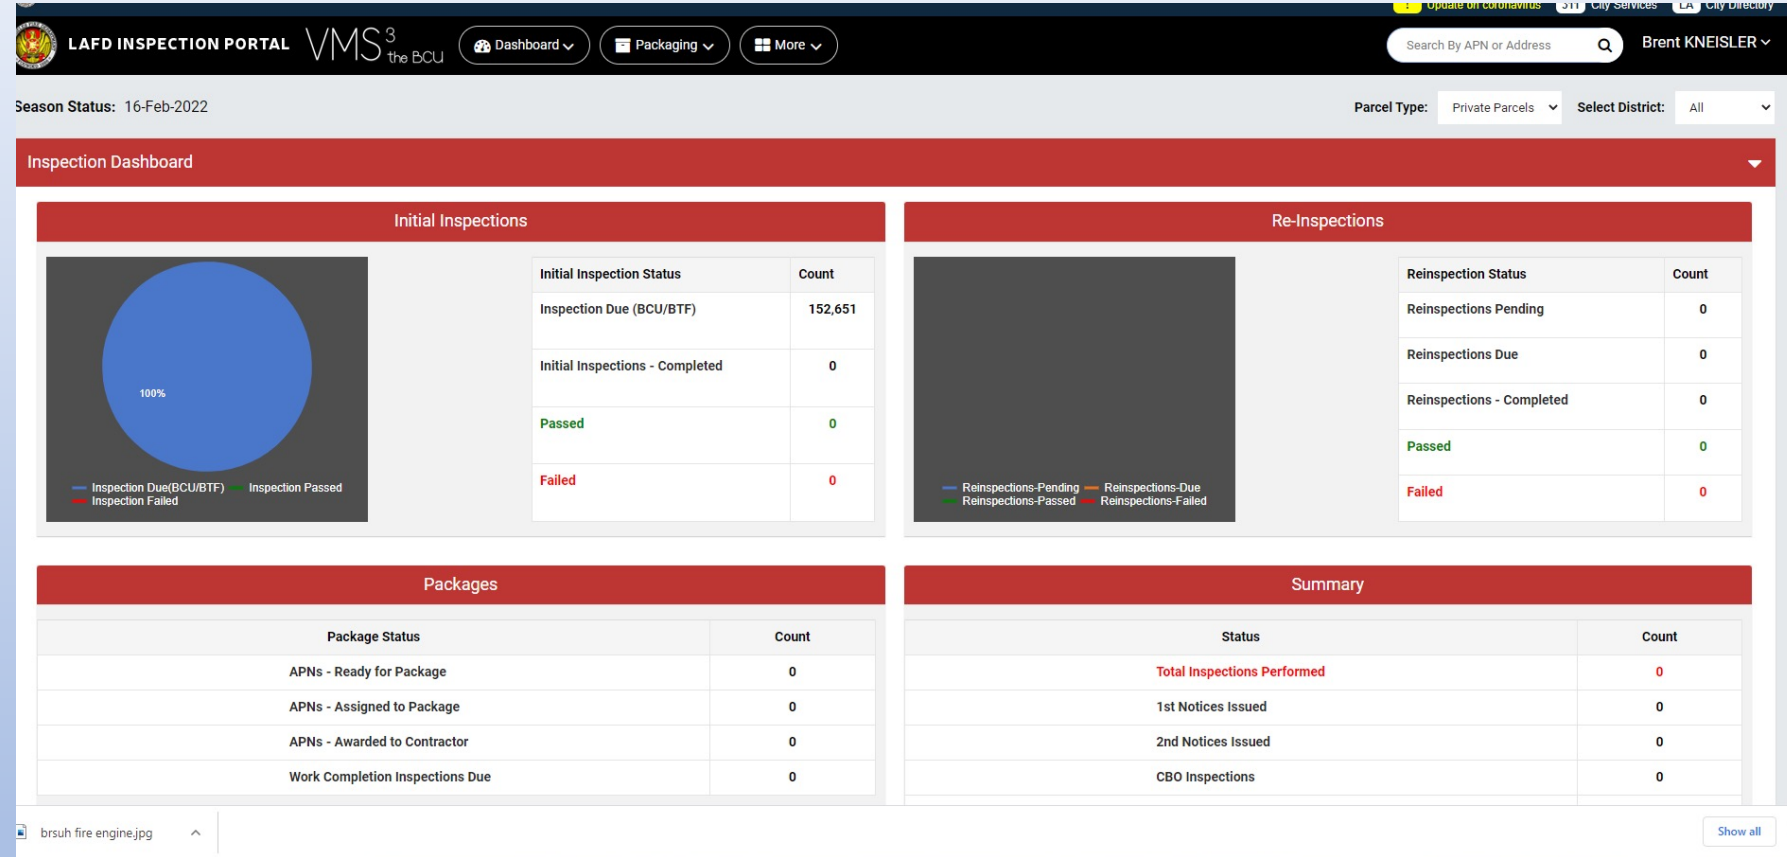 Update on coronavirus 311 City Services LA City Directory
LAFD INSPECTION PORTAL VMS3 the BCU Dashboard Packaging More Search By APN or Address Brent KNEISLER
Season Status: 16-Feb-2022 Parcel Type: Private Parcels Select District: All
Inspection Dashboard
Initial Inspections
100%
Inspection Due(BCU/BTF) Inspection Passed
Inspection Failed
Initial Inspection Status Count
Inspection Due (BCU/BTF) 152,651
Initial Inspections - Completed 0
Passed 0
Failed 0
Re-Inspections
Reinspections-Pending Reinspections-Due
Reinspections-Passed Reinspections-Failed
Reinspection Status Count
Reinspections Pending 0
Reinspections Due 0
Reinspections - Completed 0
Passed 0
Failed 0
Packages
Package Status Count
APNs - Ready for Package 0
APNs - Assigned to Package 0
APNs - Awarded to Contractor 0
Work Completion Inspections Due 0
Summary
Status Count
Total Inspections Performed 0
1st Notices Issued 0
2nd Notices Issued 0
CBO Inspections 0
brsuh fire engine.jpg Show all